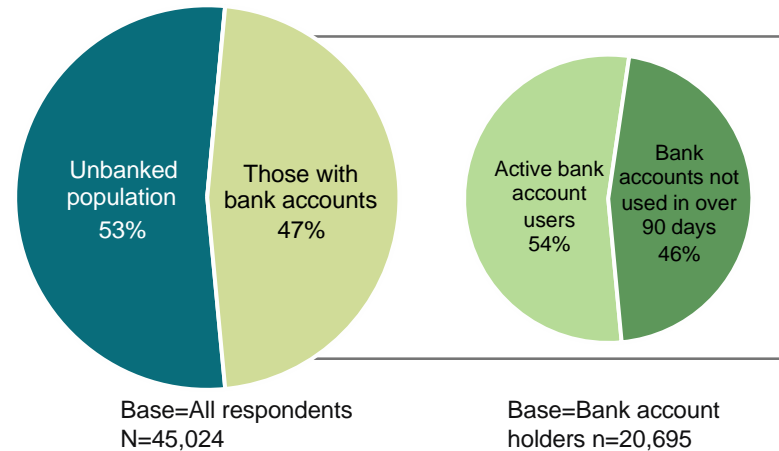 Unbanked
population
53%
Those with
bank accounts
47%
Active bank
account
users
54%
Bank
accounts not
used in over
90 days
46%
Base=All respondents
N=45,024
Base=Bank account
holders n=20,695